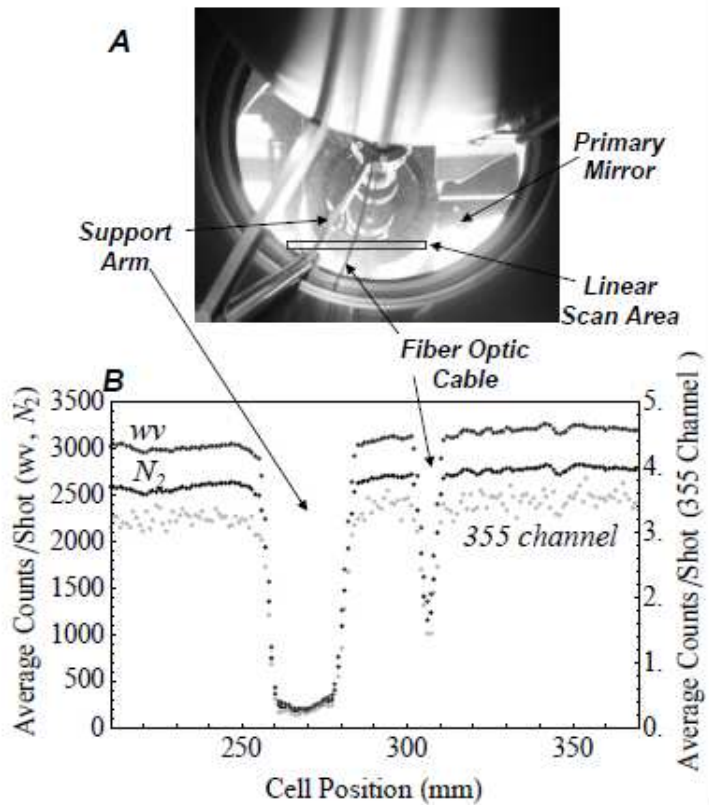 A
Primary
Mirror
Support
Arm
Linear
Scan Area
Fiber Optic
Cable
B
Average Counts/Shot (wv, N2)
3500
3000
2500
2000
1500
1000
500
0
wv
N2
355 channel
5.
4.
3.
2.
1.
0.
Average Counts/Shot (355 Channel)
250
300
350
Cell Position (mm)